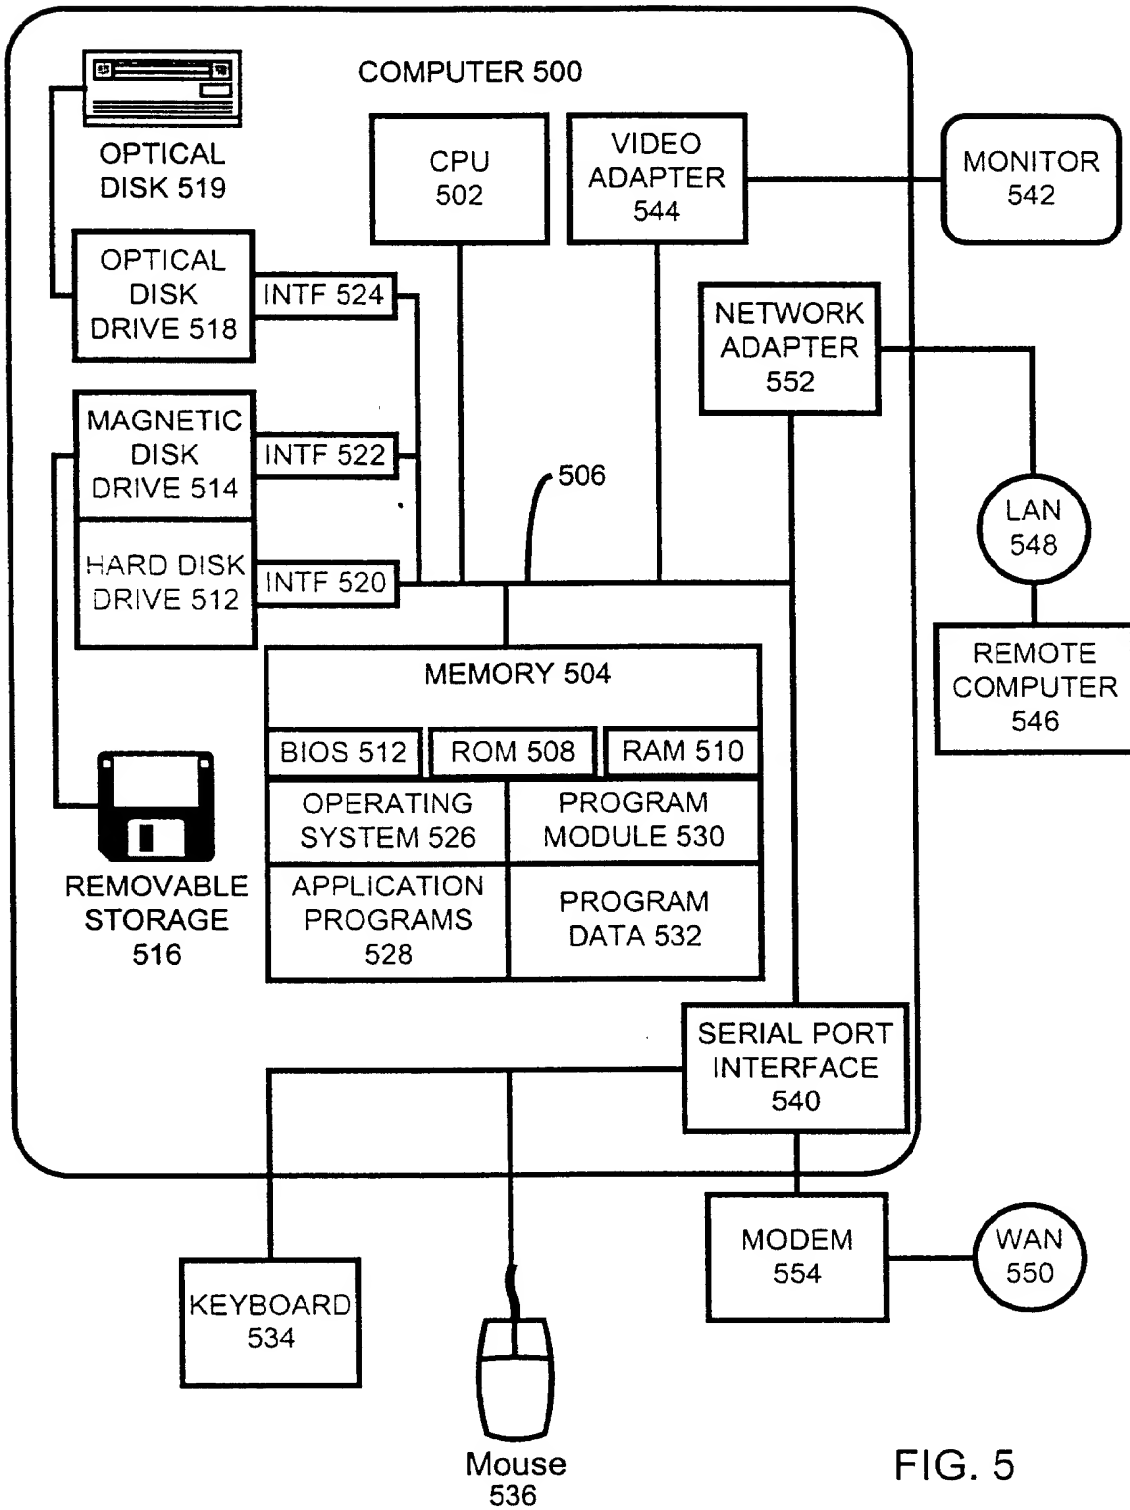 COMPUTER 500
OPTICAL
DISK 519
CPU
502
VIDEO
ADAPTER
544
MONITOR
542
OPTICAL
DISK
DRIVE 518
INTF 524
NETWORK
ADAPTER
552
MAGNETIC
DISK
DRIVE 514
INTF 522
506
LAN
548
HARD DISK
DRIVE 512
INTF 520
REMOTE
COMPUTER
546
MEMORY 504
BIOS 512
ROM 508
RAM 510
OPERATING
SYSTEM 526
PROGRAM
MODULE 530
REMOVABLE
STORAGE
516
APPLICATION
PROGRAMS
528
PROGRAM
DATA 532
SERIAL PORT
INTERFACE
540
MODEM
554
WAN
550
KEYBOARD
534
Mouse
536
FIG. 5